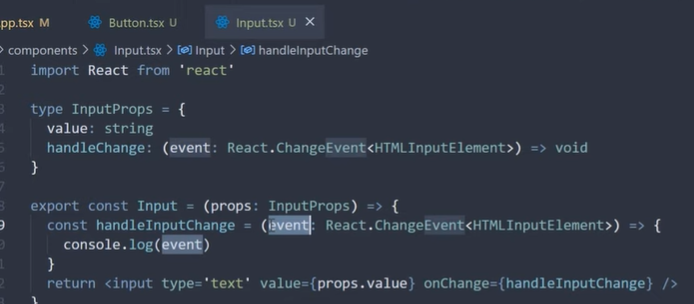 pp.tsx M Button.tsx U Input.tsx U ×
components > Input.tsx > Input > handleInputChange
import React from 'react'
type InputProps = {
value: string
handleChange: (event: React.ChangeEvent<HTMLInputElement>) => void
}
export const Input = (props: InputProps) => {
const handleInputChange = (event: React.ChangeEvent<HTMLInputElement>) => {
console.log(event)
}
return <input type='text' value={props.value} onChange={handleInputChange} />
}